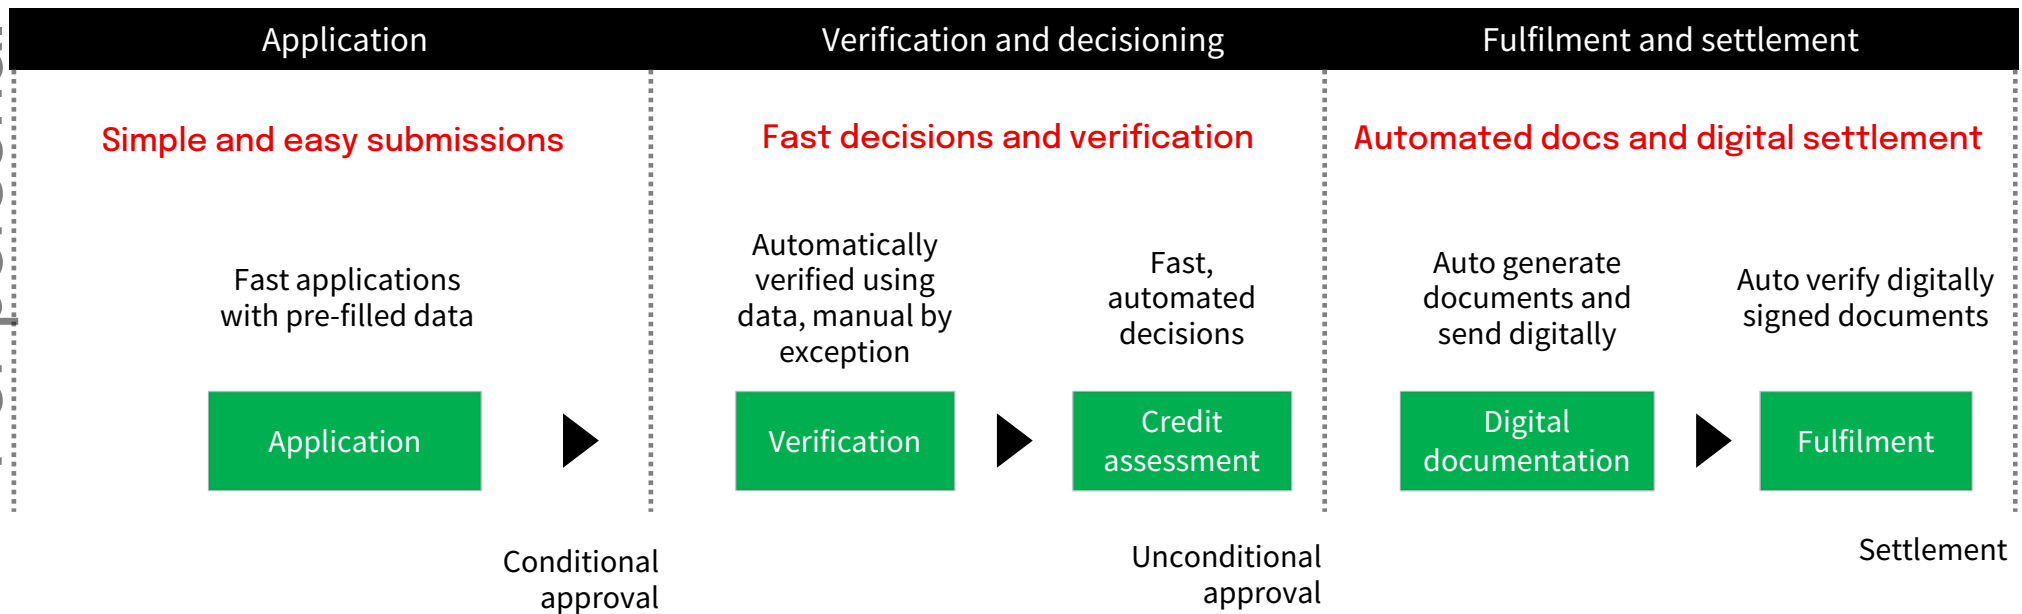 Application
Verification and decisioning
Fulfilment and settlement
Simple and easy submissions
Fast decisions and verification
Automated docs and digital settlement
Fast applications
with pre-filled data
Automatically
verified using
data, manual by
exception
Fast,
automated
decisions
Auto generate
documents and
send digitally
Auto verify digitally
signed documents
Application
Verification
Credit
assessment
Digital
documentation
Fulfilment
Conditional
approval
Unconditional
approval
Settlement